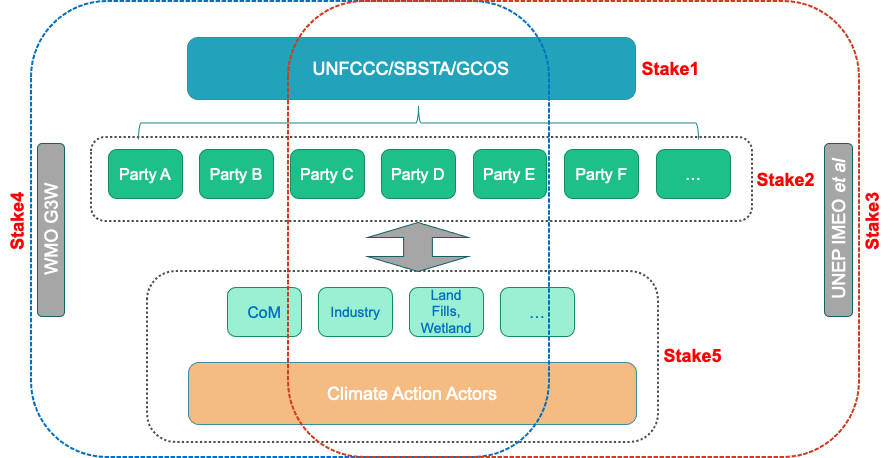 UNFCCC/SBSTA/GCOS
Stake1
Party A
Party B
Party C
Party D
Party E
Party F
...
Stake2
Stake4
WMO G3W
UNEP IMEO et al
Stake3
CoM
Industry
Land
Fills,
Wetland
...
Stake5
Climate Action Actors